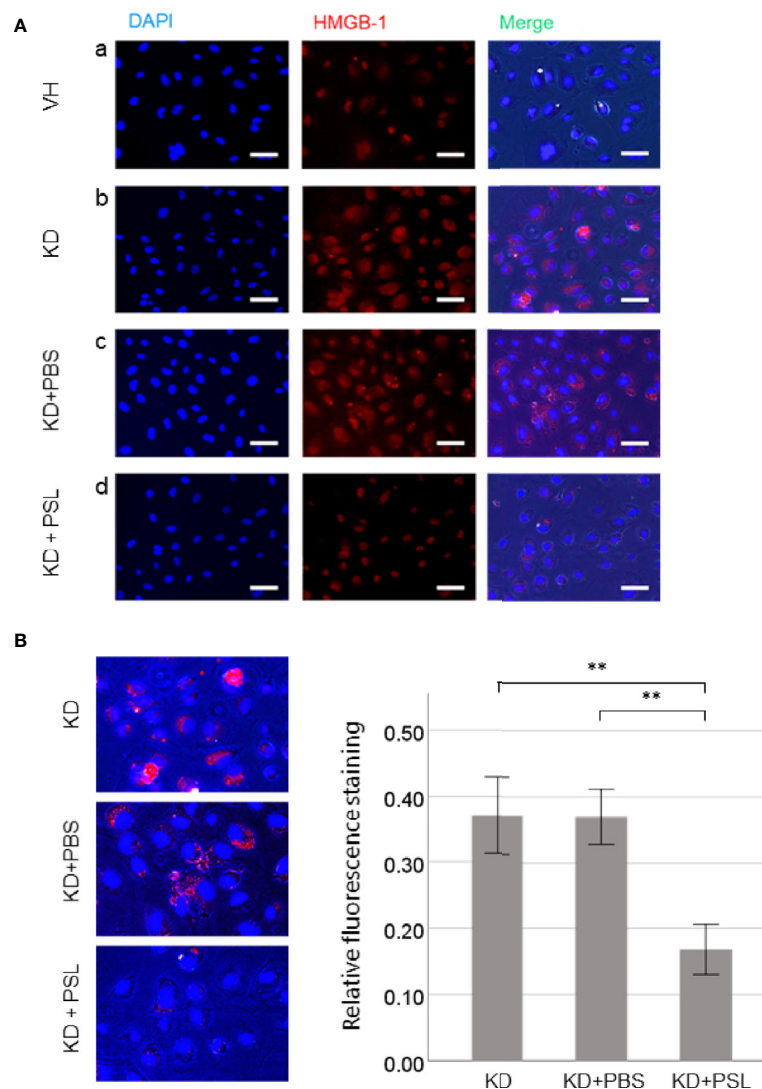 A
DAPI HMGB-1 Merge
a
VH
b
KD
c
KD+PBS
d
KD + PSL
B
KD
KD+PBS
KD + PSL
Relative fluorescence staining
**
**
0.50
0.40
0.30
0.20
0.10
0.00
KD KD+PBS KD+PSL